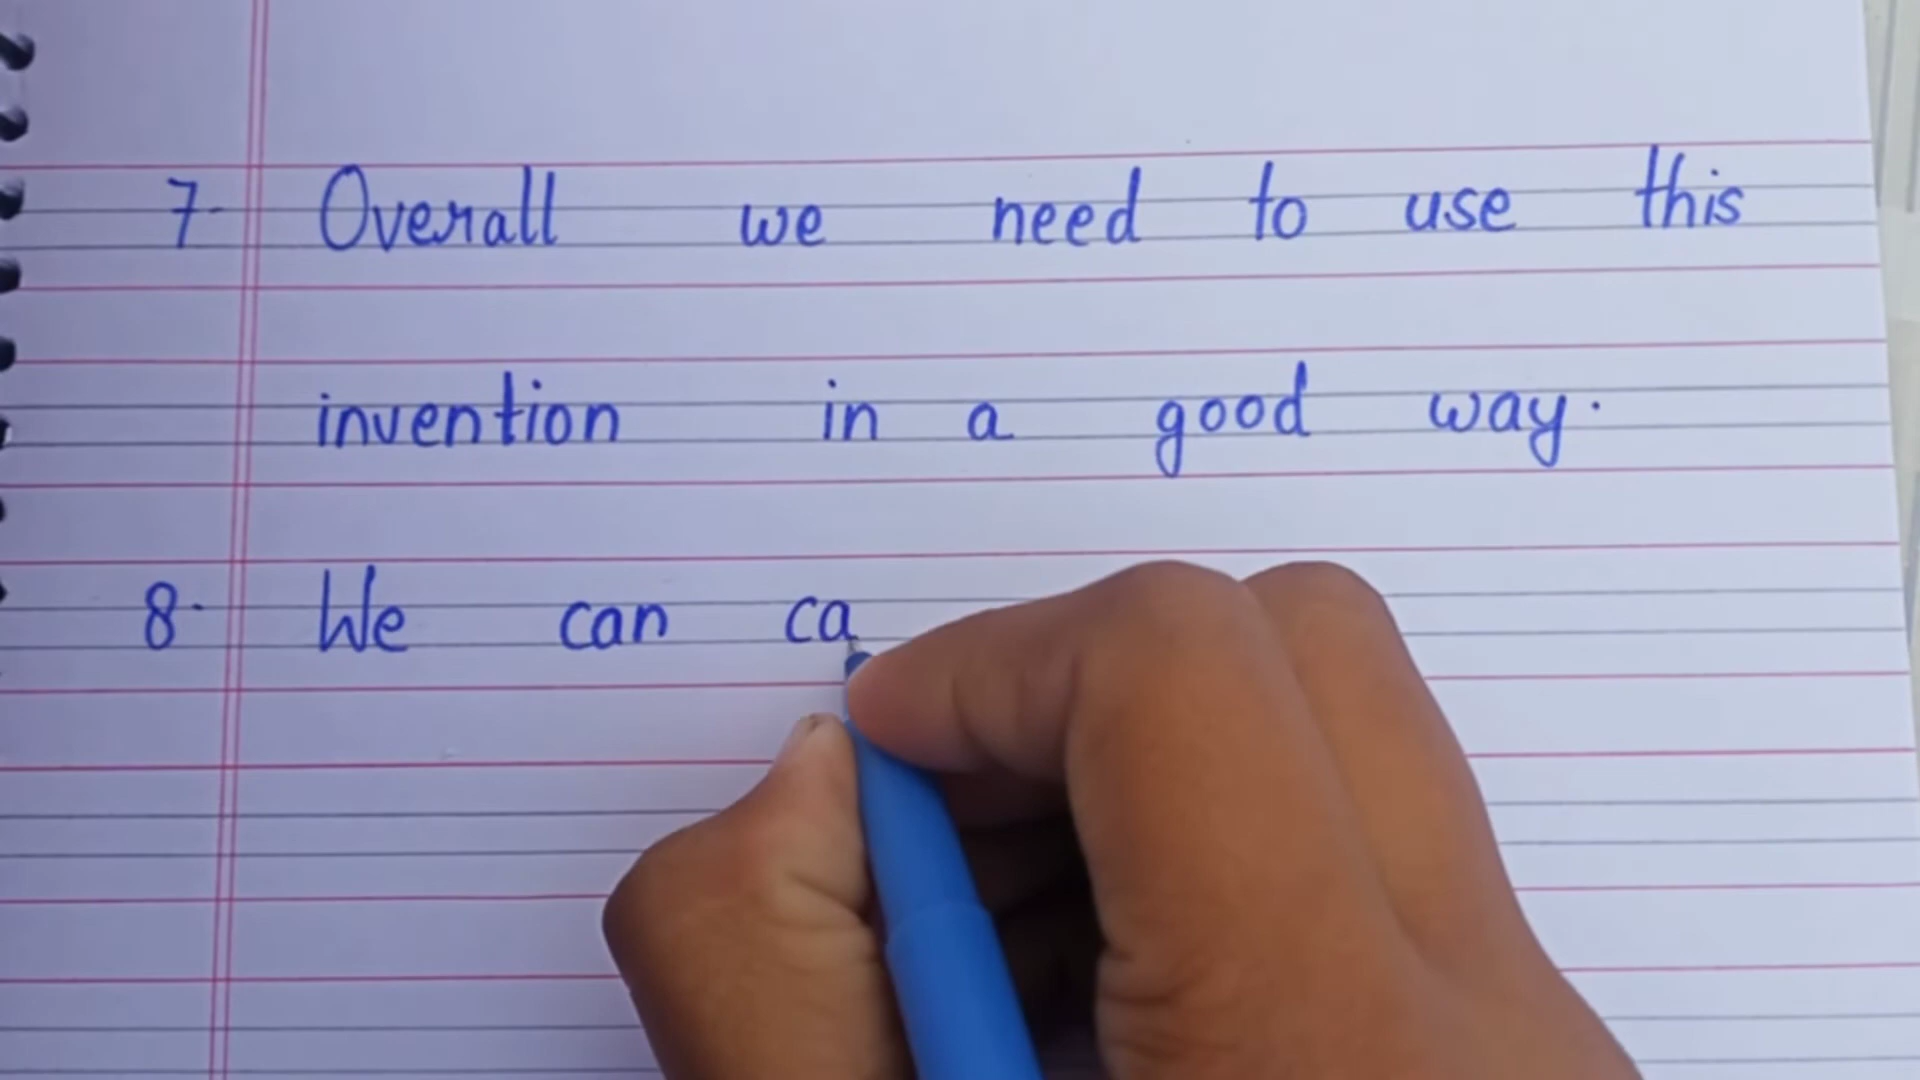 7. Overall we need to use this
invention in a good way.
8. We can ca